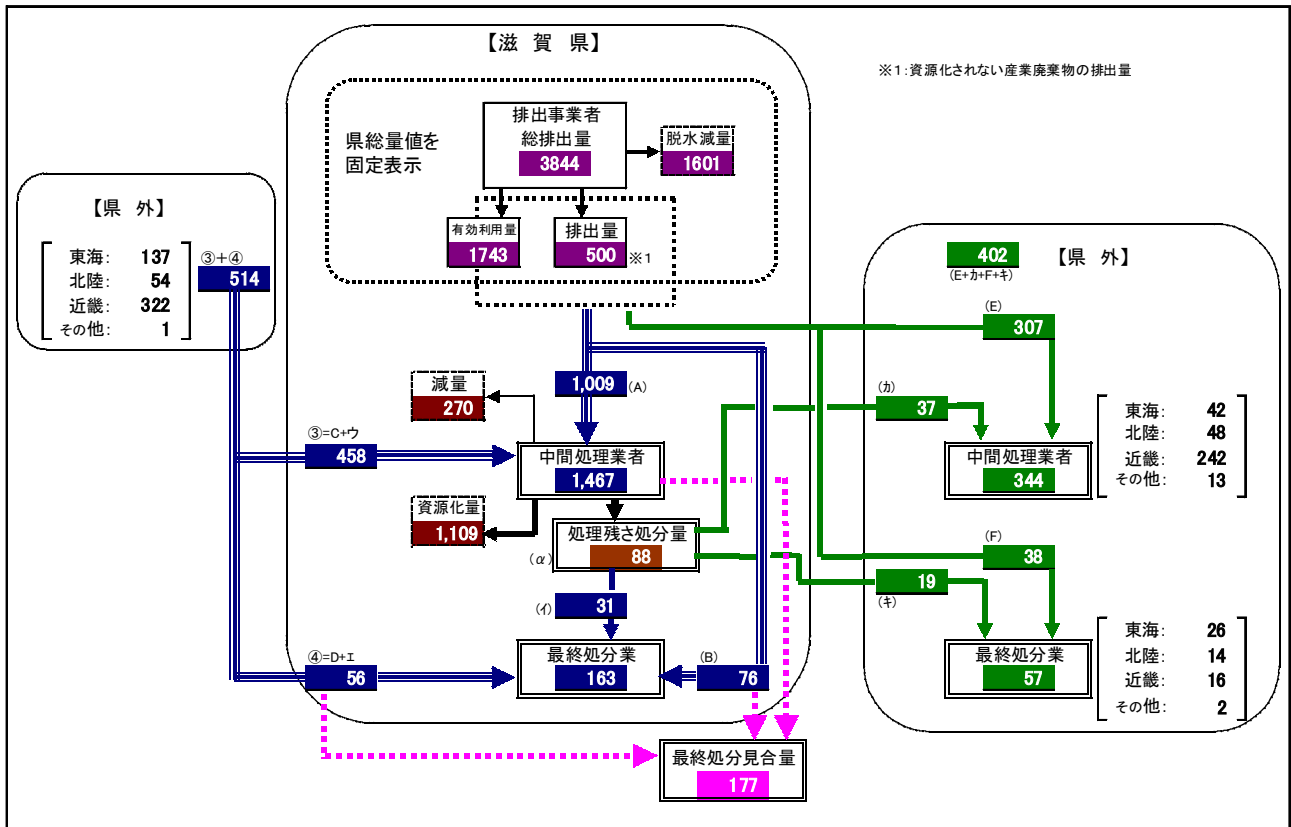 【滋 賀 県】
※1:資源化されない産業廃棄物の排出量
県総量値を
固定表示
排出事業者
総排出量
3844
脱水減量
1601
有効利用量
1743
排出量
500
※1
【県 外】
東海: 137
北陸: 54
近畿: 322
その他: 1
③+④
514
402
(E+カ+F+キ)
【県 外】
(E)
307
1,009
(A)
減量
270
(カ)
37
③=C+ウ
458
中間処理業者
1,467
中間処理業者
344
東海: 42
北陸: 48
近畿: 242
その他: 13
資源化量
1,109
処理残さ処分量
88
(α)
(F)
38
19
(キ)
(イ)
31
④=D+エ
56
最終処分業
163
(B)
76
最終処分業
57
東海: 26
北陸: 14
近畿: 16
その他: 2
最終処分見合量
177